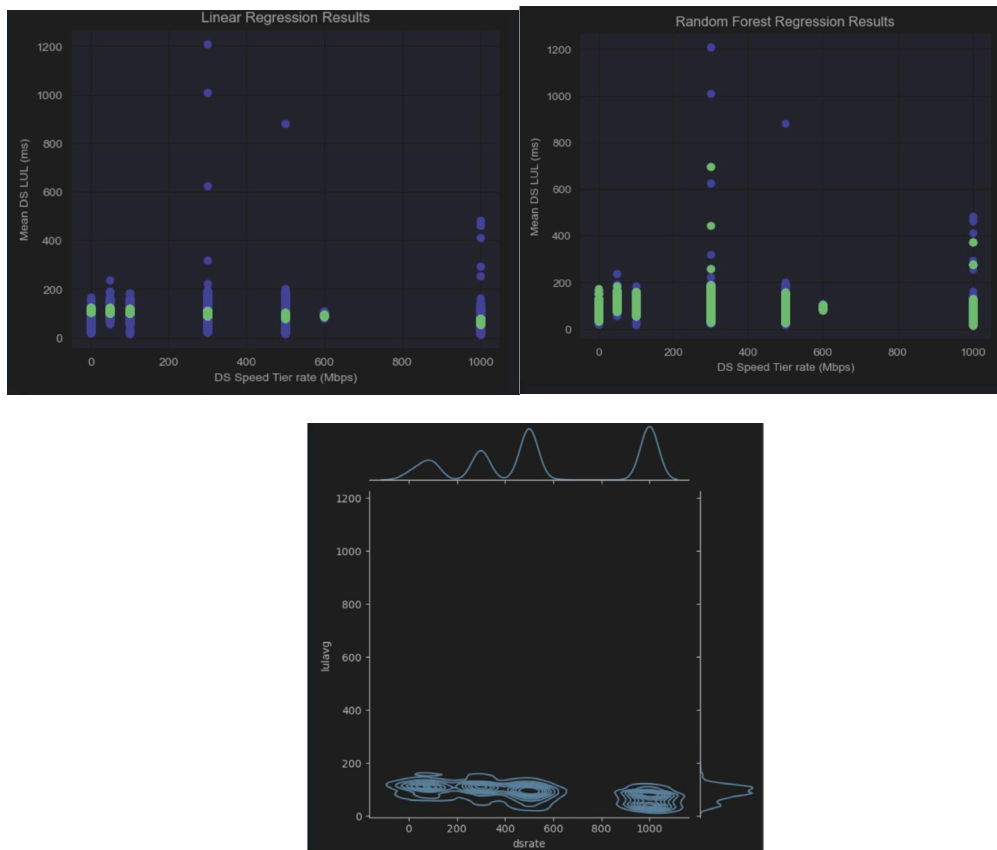 Linear Regression Results
1200
1000
800
600
400
200
0
Mean DS LUL (ms)
0 200 400 600 800 1000
DS Speed Tier rate (Mbps)
Random Forest Regression Results
1200
1000
800
600
400
200
0
Mean DS LUL (ms)
0 200 400 600 800 1000
DS Speed Tier rate (Mbps)
1200
1000
800
600
400
200
0
lulavg
0 200 400 600 800 1000
dsrate